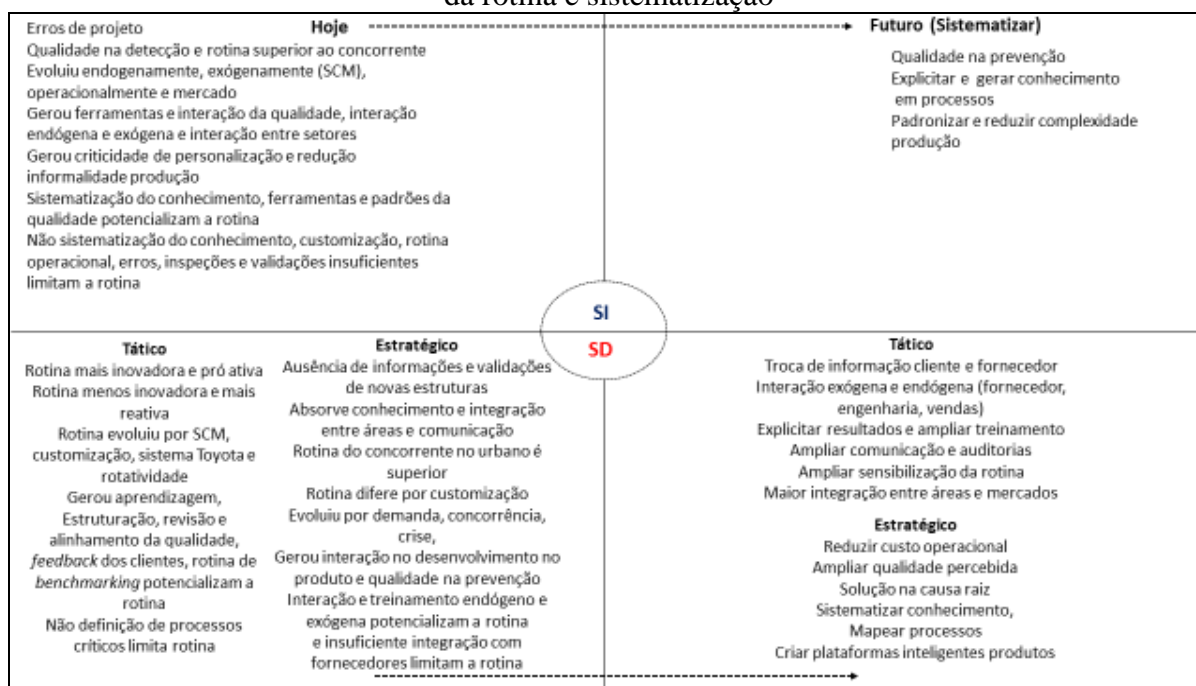 da rotina e sistematização
Hoje
Futuro (Sistematizar)
Erros de projeto
Qualidade na detecção e rotina superior ao concorrente
Evoluiu endogenamente, exógenamente (SCM),
operacionalmente e mercado
Gerou ferramentas e interação da qualidade, interação
endógena e exógena e interação entre setores
Gerou criticidade de personalização e redução
informalidade produção
Sistematização do conhecimento, ferramentas e padrões da
qualidade potencializam a rotina
Não sistematização do conhecimento, customização, rotina
operacional, erros, inspeções e validações insuficientes
limitam a rotina
Qualidade na prevenção
Explicitar e gerar conhecimento
em processos
Padronizar e reduzir complexidade
produção
SI
SD
Tático
Rotina mais inovadora e pró ativa
Rotina menos inovadora e mais
reativa
Rotina evoluiu por SCM,
customização, sistema Toyota e
rotatividade
Gerou aprendizagem,
Estruturação, revisão e
alinhamento da qualidade,
feedback dos clientes, rotina de
benchmarking potencializam a
rotina
Não definição de processos
críticos limita rotina
Estratégico
Ausência de informações e validações
de novas estruturas
Absorve conhecimento e integração
entre áreas e comunicação
Rotina do concorrente no urbano é
superior
Rotina difere por customização
Evoluiu por demanda, concorrência,
crise,
Gerou interação no desenvolvimento no
produto e qualidade na prevenção
Interação e treinamento endógeno e
exógena potencializam a rotina
e insuficiente integração com
fornecedores limitam a rotina
Tático
Troca de informação cliente e fornecedor
Interação exógena e endógena (fornecedor,
engenharia, vendas)
Explicitar resultados e ampliar treinamento
Ampliar comunicação e auditorias
Ampliar sensibilização da rotina
Maior integração entre áreas e mercados
Estratégico
Reduzir custo operacional
Ampliar qualidade percebida
Solução na causa raiz
Sistematizar conhecimento,
Mapear processos
Criar plataformas inteligentes produtos